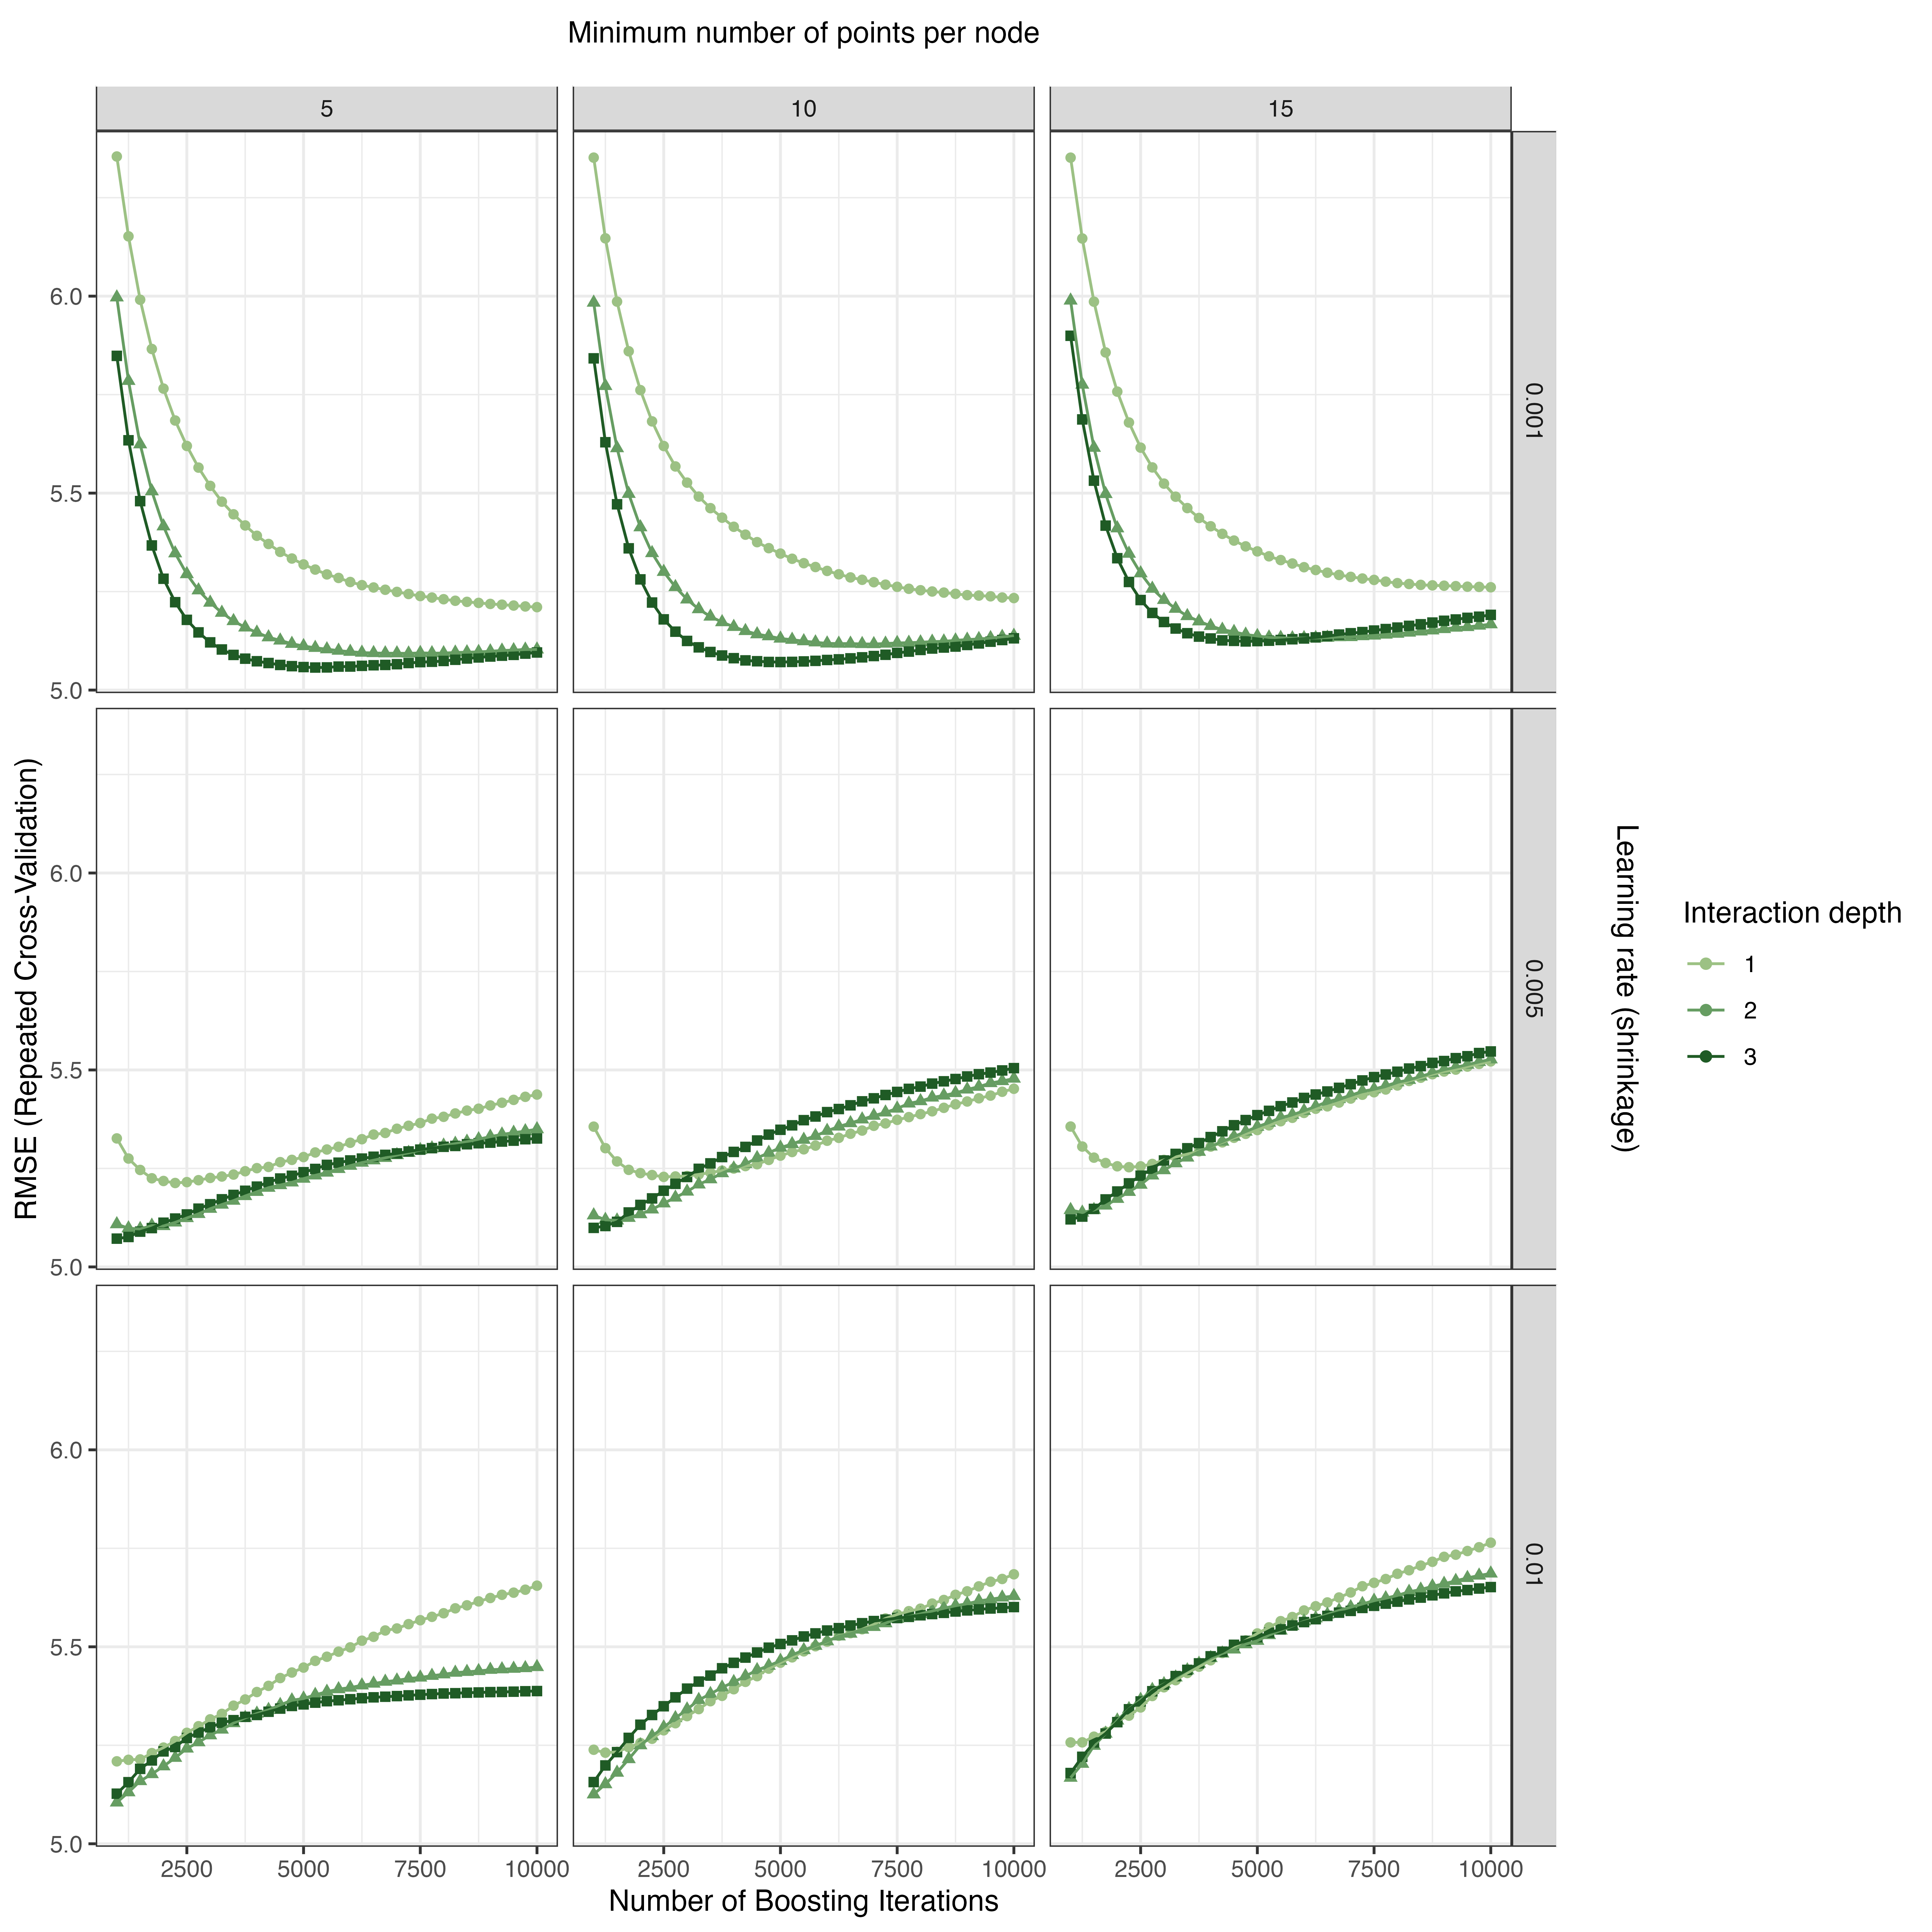 Minimum number of points per node
5
10
15
6.0
5.5
5.0
0.001
6.0
5.5
5.0
0.005
6.0
5.5
5.0
0.01
RMSE (Repeated Cross-Validation)
Learning rate (shrinkage)
Interaction depth
1
2
3
2500 5000 7500 10000
2500 5000 7500 10000
2500 5000 7500 10000
Number of Boosting Iterations